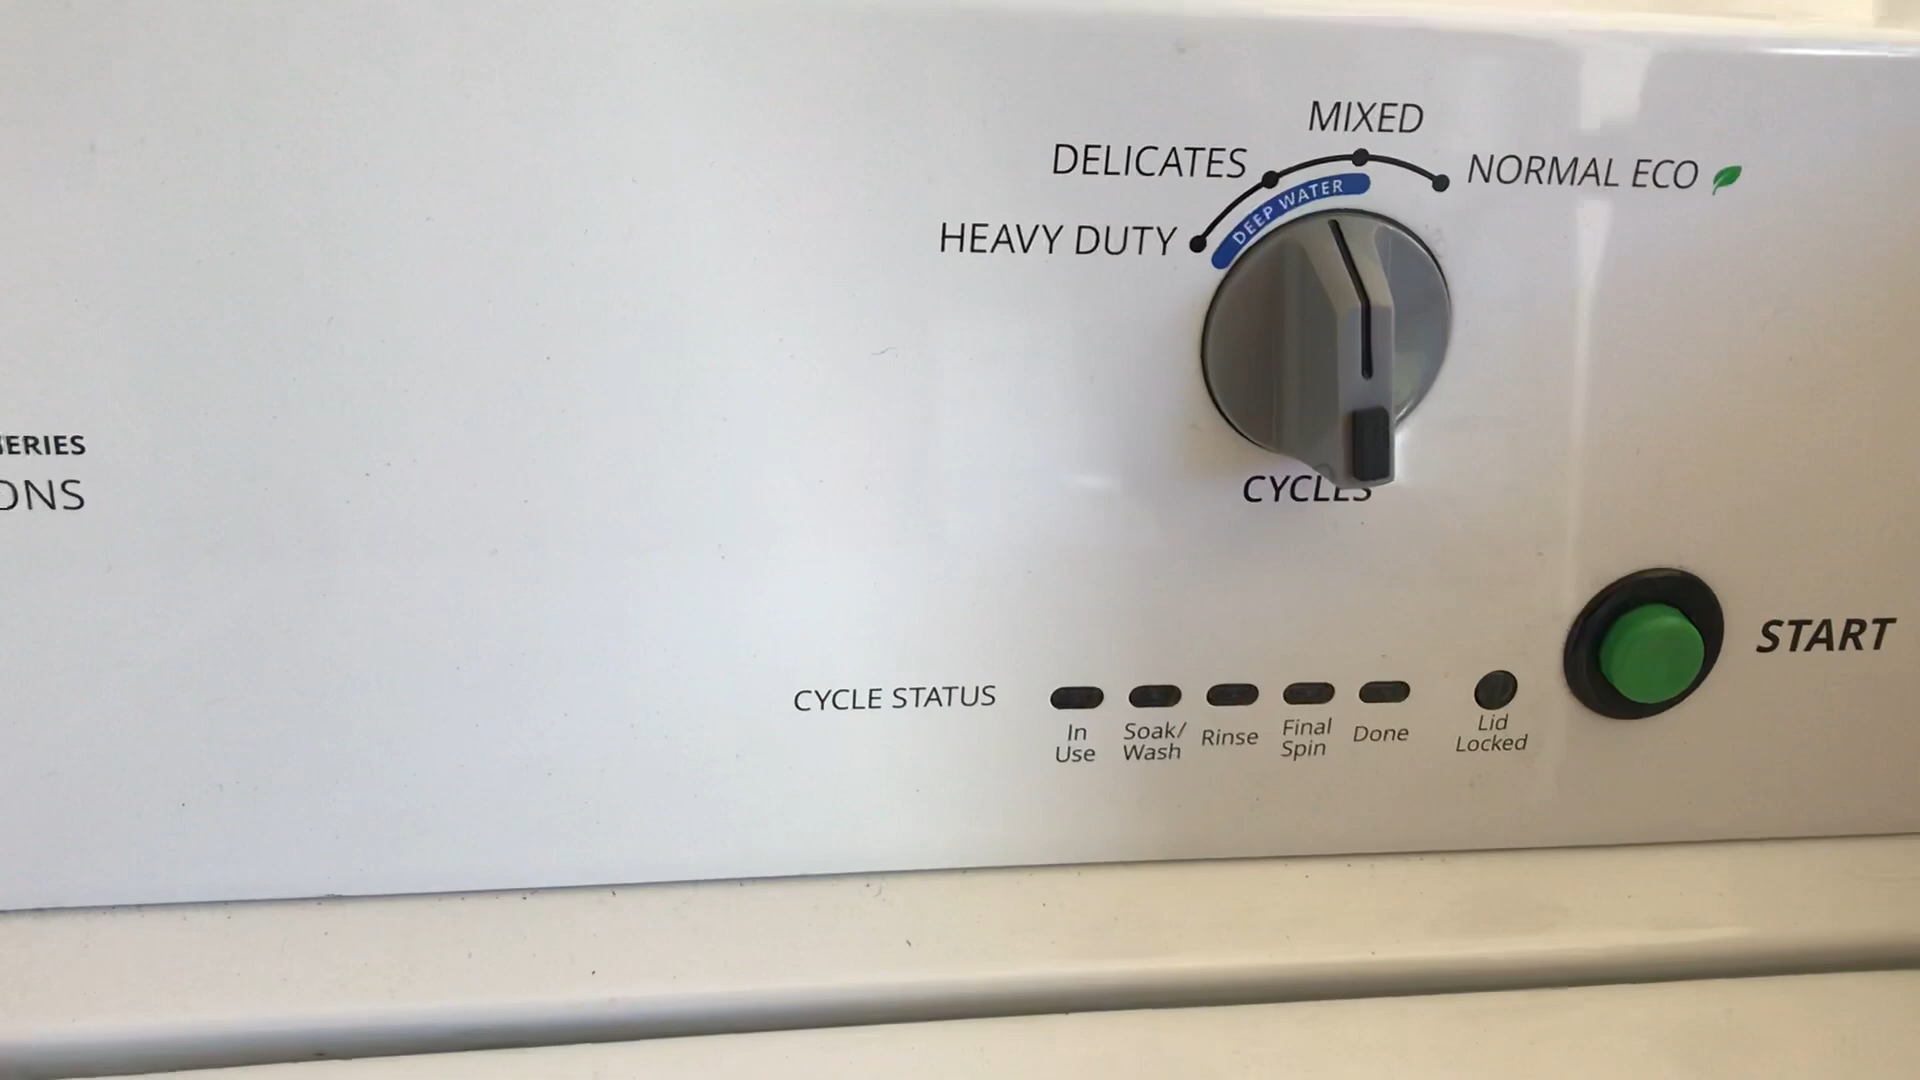 MIXED
DELICATES
NORMAL ECO
DEEP WATER
HEAVY DUTY
ERIES
ONS
CYCLES
START
CYCLE STATUS
In Use
Soak/ Wash
Rinse
Final Spin
Done
Lid Locked